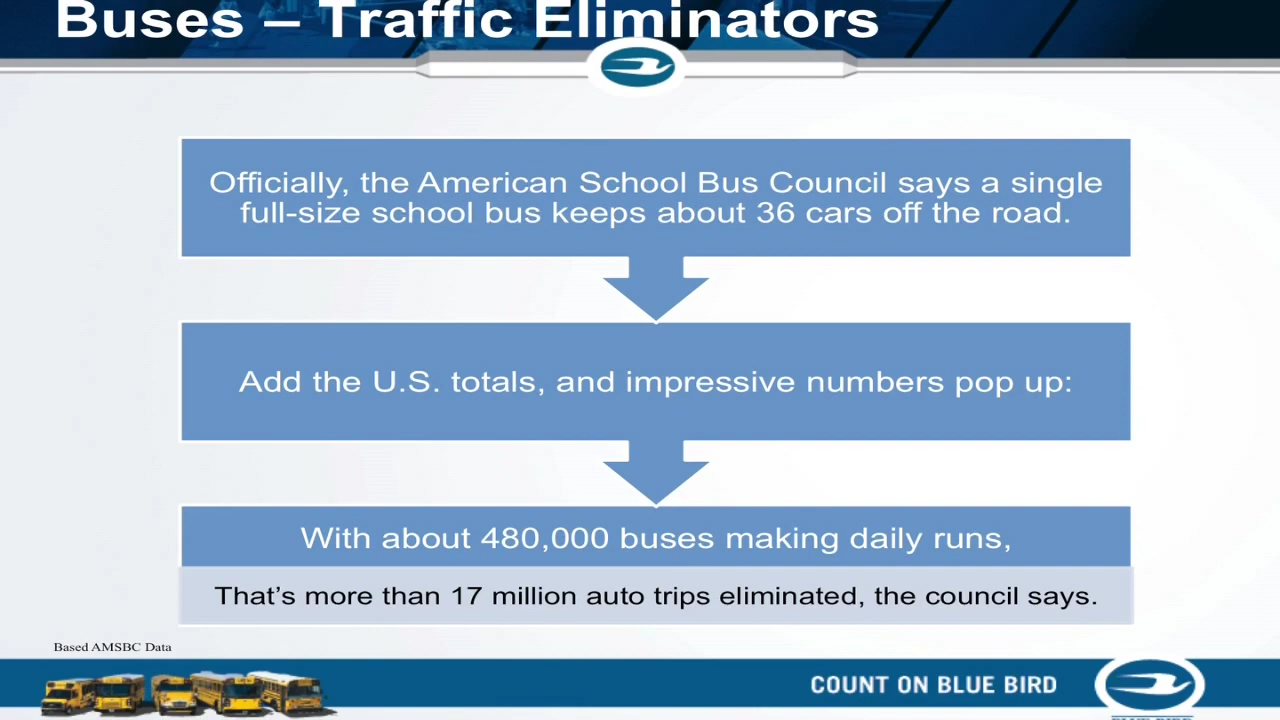 Buses – Traffic Eliminators
Officially, the American School Bus Council says a single
full-size school bus keeps about 36 cars off the road.
Add the U.S. totals, and impressive numbers pop up:
With about 480,000 buses making daily runs,
That's more than 17 million auto trips eliminated, the council says.
Based AMSBC Data
COUNT ON BLUE BIRD
BLUE BIRD